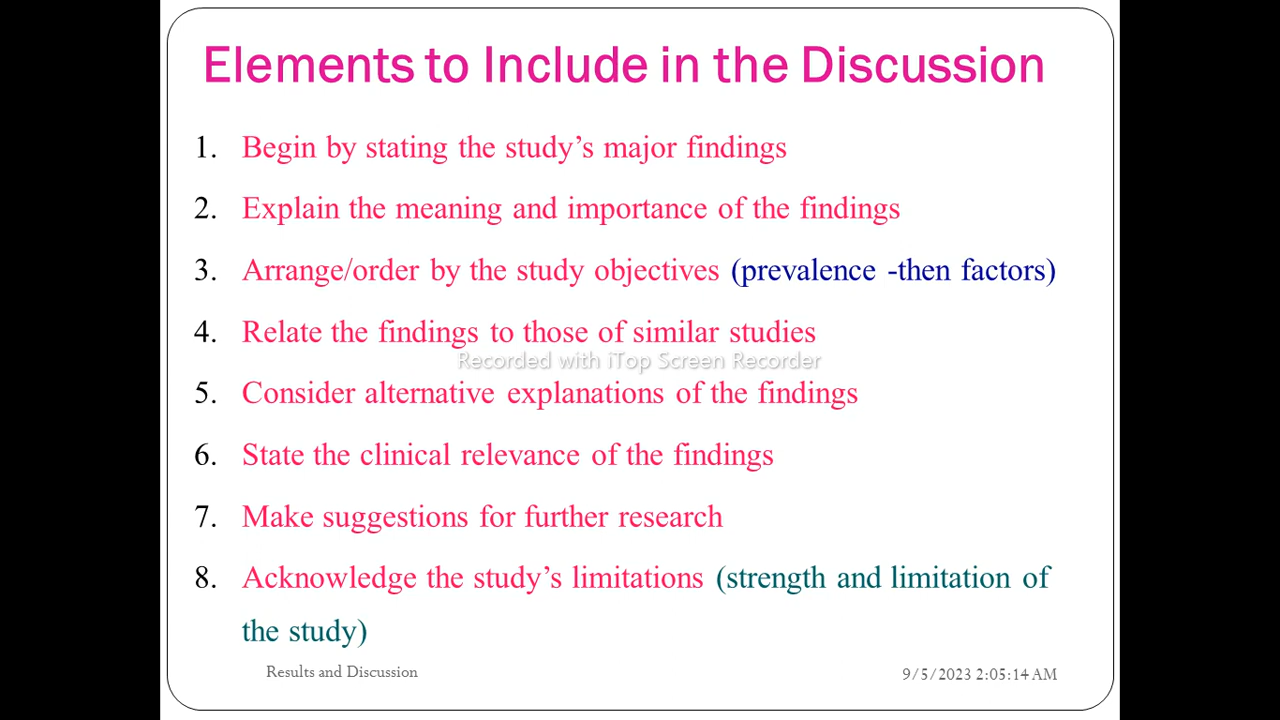 Elements to Include in the Discussion
1. Begin by stating the study’s major findings
2. Explain the meaning and importance of the findings
3. Arrange/order by the study objectives (prevalence -then factors)
4. Relate the findings to those of similar studies
Recorded with iTop Screen Recorder
5. Consider alternative explanations of the findings
6. State the clinical relevance of the findings
7. Make suggestions for further research
8. Acknowledge the study’s limitations (strength and limitation of
the study)
Results and Discussion
9/5/2023 2:05:14 AM